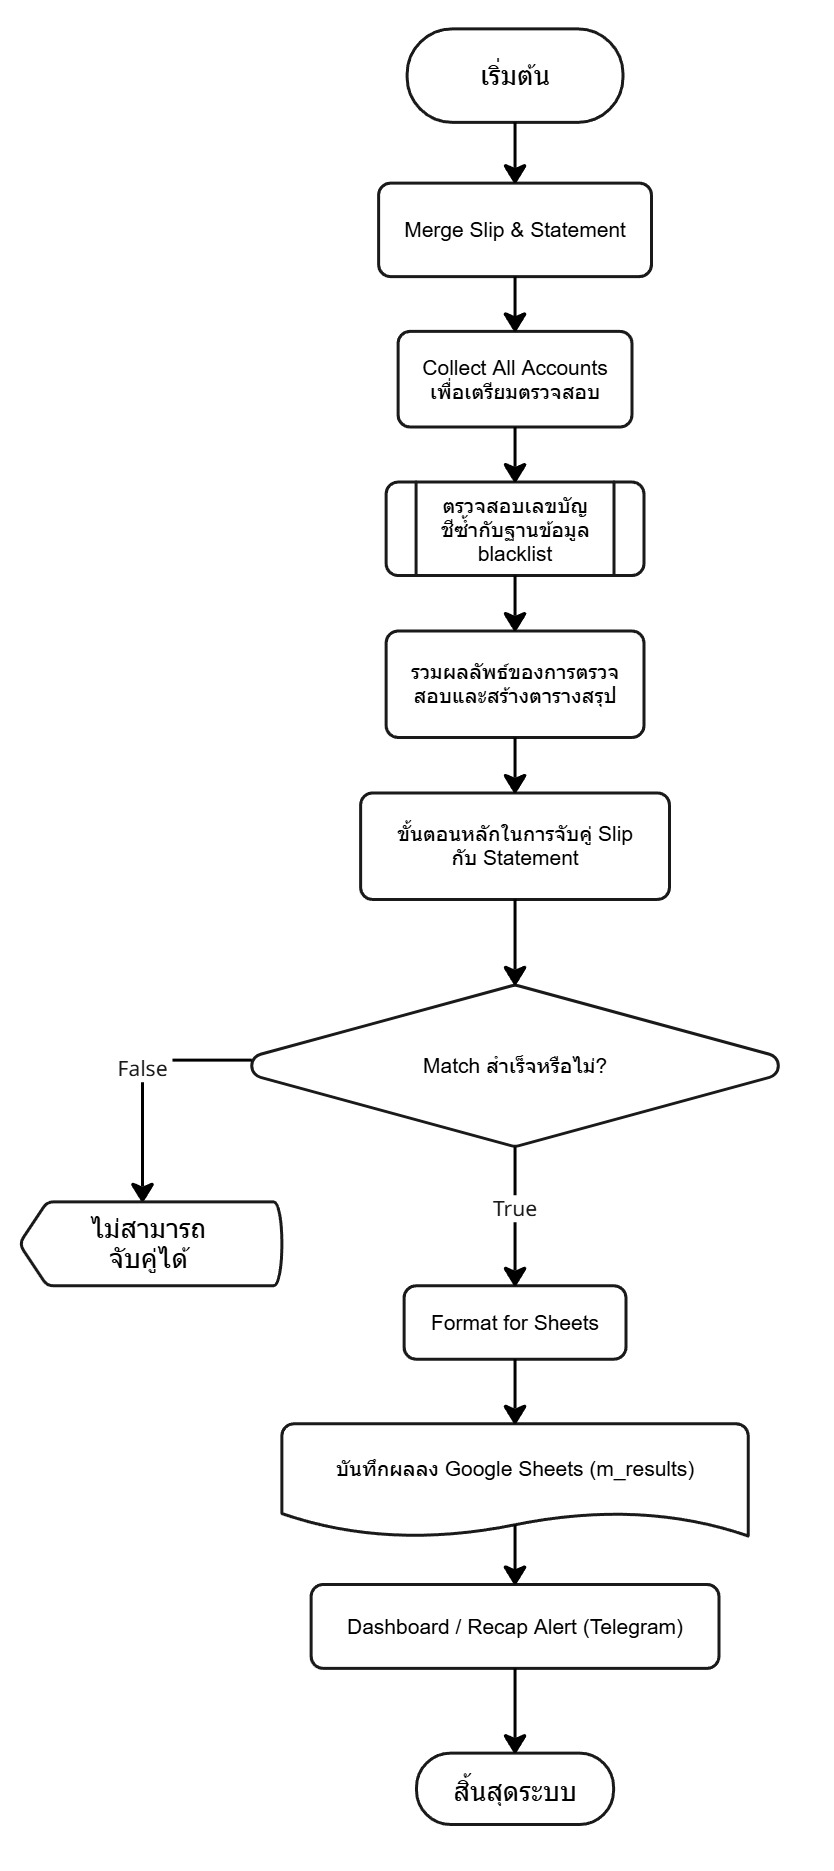 เริ่มต้น
Merge Slip & Statement
Collect All Accounts
เพื่อเตรียมตรวจสอบ
ตรวจสอบเลขบัญ
ชีซ้ำกับฐานข้อมูล
blacklist
รวมผลลัพธ์ของการตรวจ
สอบและสร้างตารางสรุป
ขั้นตอนหลักในการจับคู่ Slip
กับ Statement
Match สำเร็จหรือไม่?
False
ไม่สามารถ
จับคู่ได้
True
Format for Sheets
บันทึกผลลง Google Sheets (m_results)
Dashboard / Recap Alert (Telegram)
สิ้นสุดระบบ